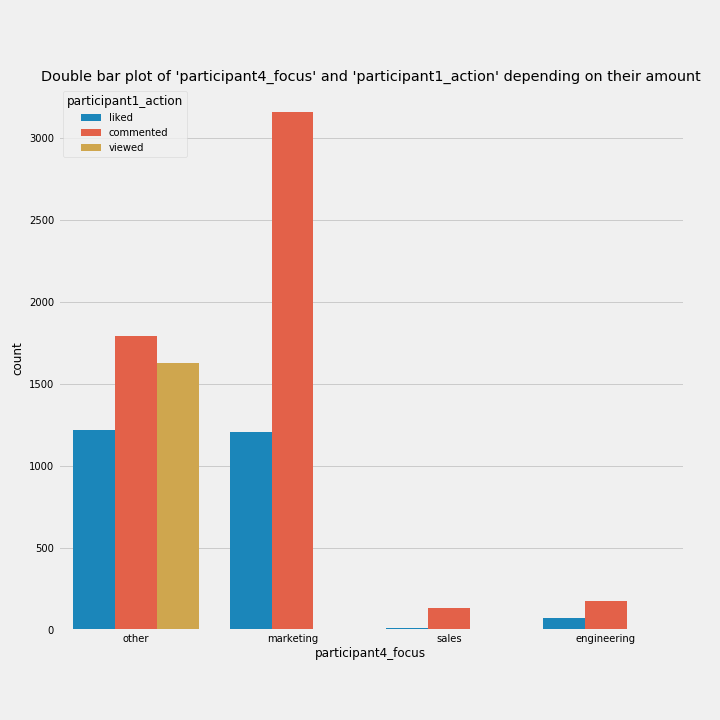 Double bar plot of 'participant4_focus' and 'participant1_action' depending on their amount
participant1_action
liked
commented
viewed
3000
2500
2000
1500
1000
500
0
count
other marketing sales engineering
participant4_focus